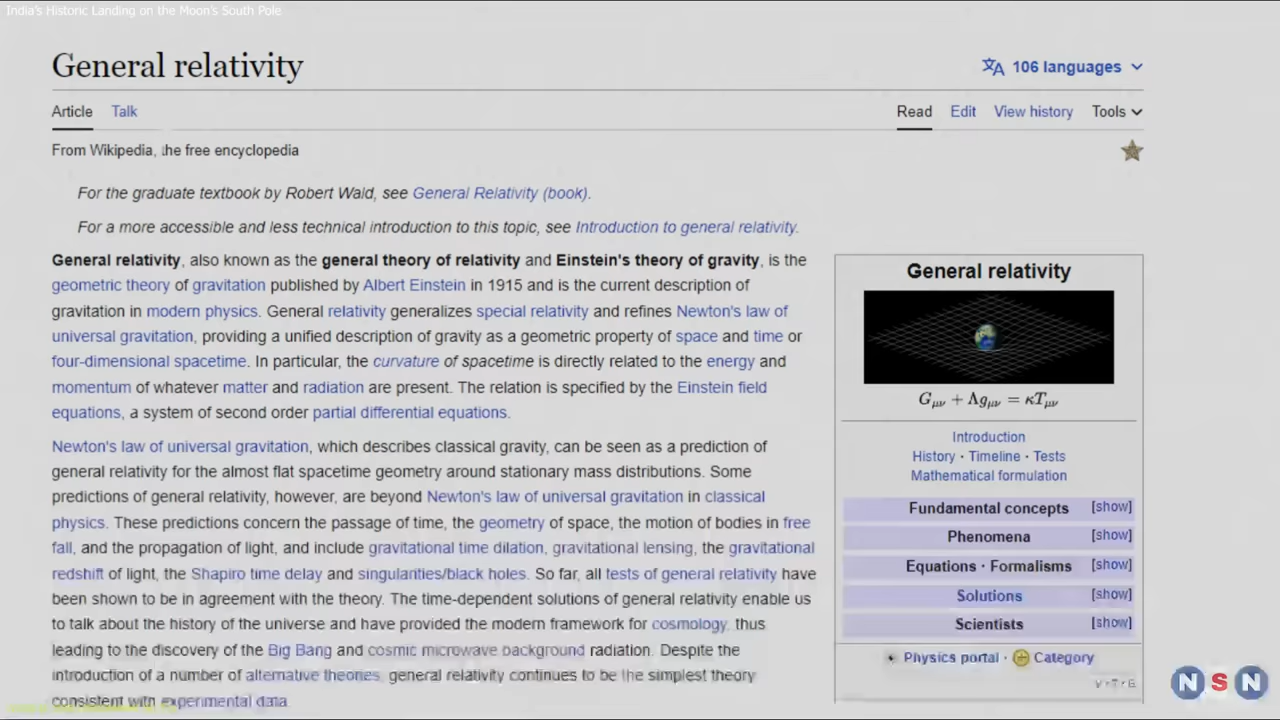 India's Historic Landing on the Moon's South Pole
General relativity
106 languages
Article Talk
Read Edit View history Tools
From Wikipedia, the free encyclopedia
For the graduate textbook by Robert Wald, see General Relativity (book).
For a more accessible and less technical introduction to this topic, see Introduction to general relativity.
General relativity, also known as the general theory of relativity and Einstein's theory of gravity, is the
geometric theory of gravitation published by Albert Einstein in 1915 and is the current description of
gravitation in modern physics. General relativity generalizes special relativity and refines Newton's law of
universal gravitation, providing a unified description of gravity as a geometric property of space and time or
four-dimensional spacetime. In particular, the curvature of spacetime is directly related to the energy and
momentum of whatever matter and radiation are present. The relation is specified by the Einstein field
equations, a system of second order partial differential equations.
Newton's law of universal gravitation, which describes classical gravity, can be seen as a prediction of
general relativity for the almost flat spacetime geometry around stationary mass distributions. Some
predictions of general relativity, however, are beyond Newton's law of universal gravitation in classical
physics. These predictions concern the passage of time, the geometry of space, the motion of bodies in free
fall, and the propagation of light, and include gravitational time dilation, gravitational lensing, the gravitational
redshift of light, the Shapiro time delay and singularities/black holes. So far, all tests of general relativity have
been shown to be in agreement with the theory. The time-dependent solutions of general relativity enable us
to talk about the history of the universe and have provided the modern framework for cosmology, thus
leading to the discovery of the Big Bang and cosmic microwave background radiation. Despite the
introduction of a number of alternative theories, general relativity continues to be the simplest theory
consistent with experimental data.
General relativity
Gμν + Λgμν = κTμν
Introduction
History · Timeline · Tests
Mathematical formulation
Fundamental concepts [show]
Phenomena [show]
Equations · Formalisms [show]
Solutions [show]
Scientists [show]
Physics portal · Category
V·T·E
N S N